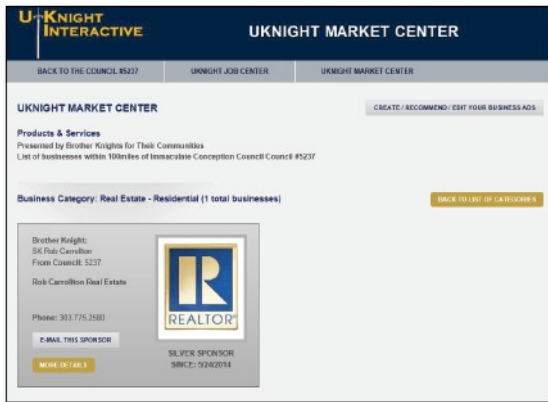 U KNIGHT
INTERACTIVE
UKNIGHT MARKET CENTER
BACK TO THE COUNCIL #5237
UKNIGHT JOB CENTER
UKNIGHT MARKET CENTER
UKNIGHT MARKET CENTER
CREATE / RECOMMEND / EDIT YOUR BUSINESS ADS
Products & Services
Presented by Brother Knights for Their Communities
List of businesses within 100miles of Immaculate Conception Council Council #5237
Business Category: Real Estate - Residential (1 total businesses)
BACK TO LIST OF CATEGORIES
Brother Knight:
SK Rob Carrollton
From Council: 5237
Rob Carrollton Real Estate
Phone: 303.775.2580
E-MAIL THIS SPONSOR
MORE DETAILS
R
REALTOR®
SILVER SPONSOR
SINCE: 5/24/2014